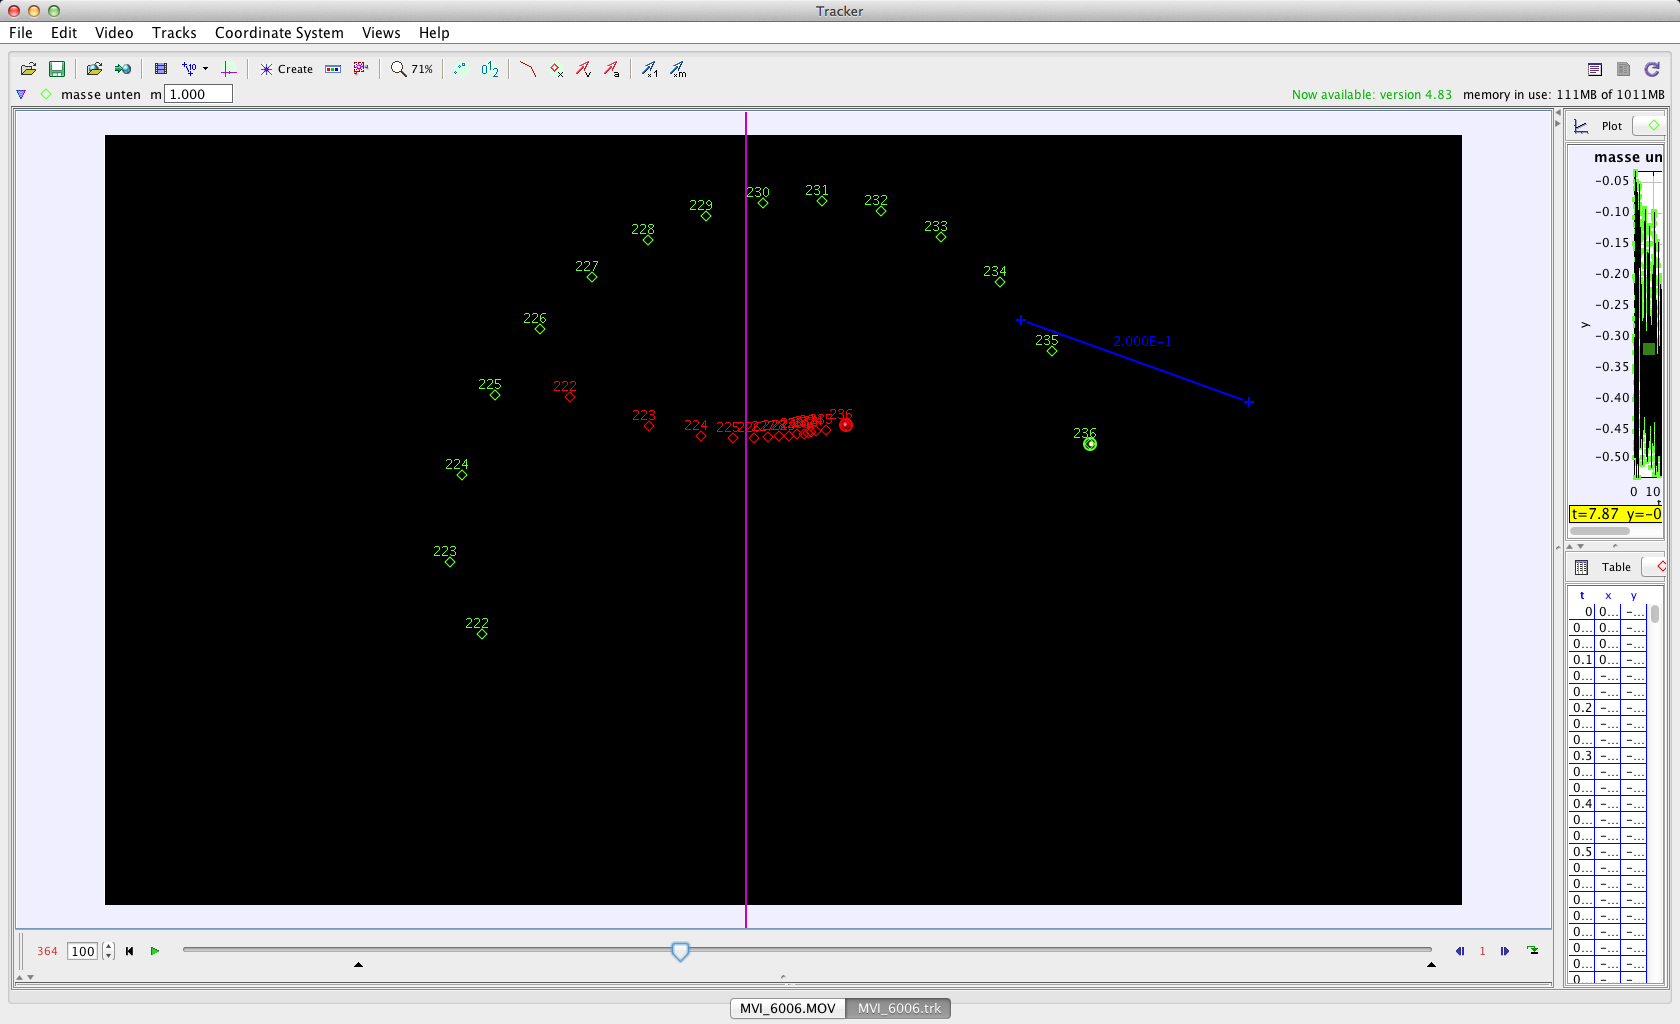 Tracker
File Edit Video Tracks Coordinate System Views Help
Create 71%
masse unten m 1.000 Now available: version 4.83 memory in use: 111MB of 1011MB
Plot
masse un
230 231
229 232
228 233
227 234
226 2.000E-1
235
225 222
223 224 225 236
236
224
223
222
-0.05
-0.10
-0.15
-0.20
-0.25
-0.30
-0.35
-0.40
-0.45
-0.50
y
0 10
t
t=7.87 y=-0
Table
t x y
0 0... -...
0... 0... -...
0... 0... -...
0.1 0... -...
0... -... -...
0... -... -...
0.2 -... -...
0... -... -...
0... -... -...
0.3 -... -...
0... -... -...
0... -... -...
0.4 -... -...
0... -... -...
0... -... -...
0.5 -... -...
0... -... -...
0... -... -...
0... -... -...
0... -... -...
0... -... -...
0... -... -...
0... -... -...
0... -... -...
364 100 1
MVI_6006.MOV MVI_6006.trk